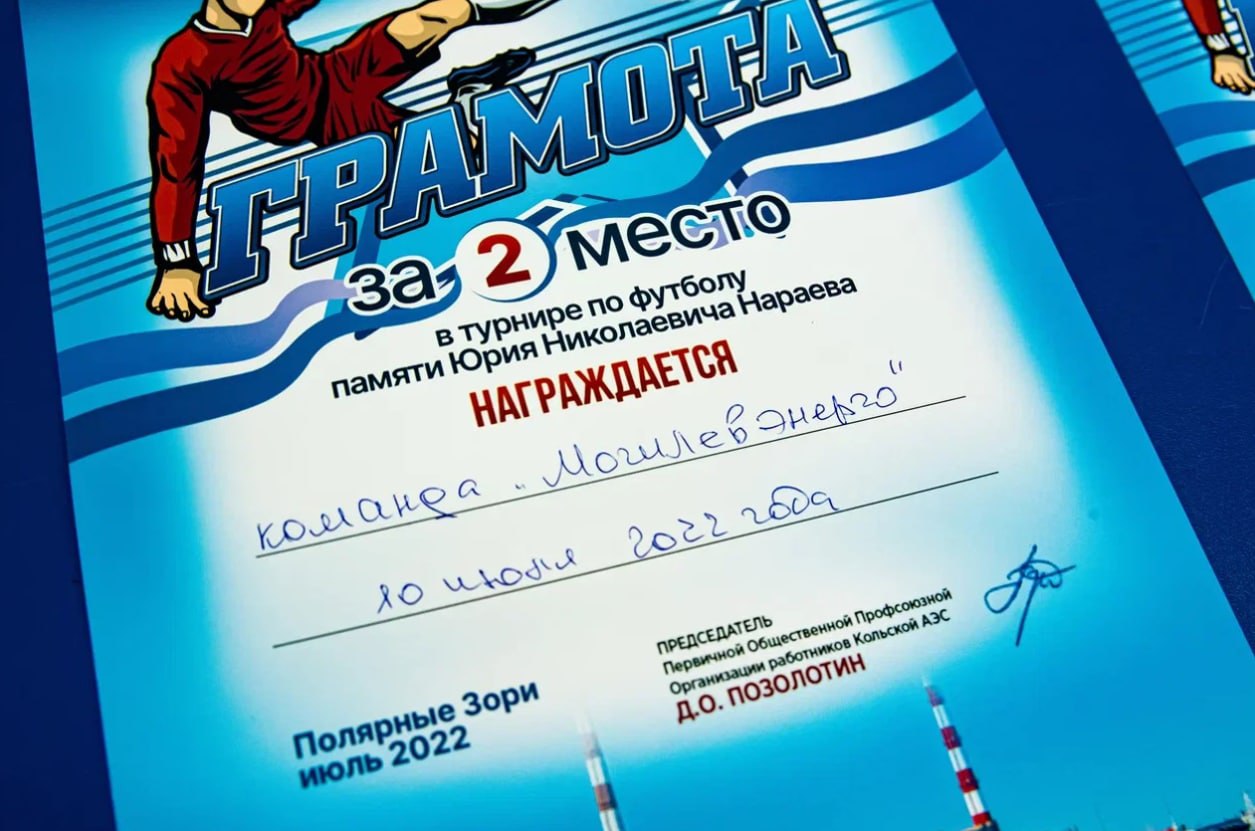 ГРАМОТА
за 2 место
в турнире по футболу
памяти Юрия Николаевича Нараева
НАГРАЖДАЕТСЯ
команда „Могилевэнерго"
10 июля 2022 года
ПРЕДСЕДАТЕЛЬ
Первичной Общественной Профсоюзной
Организации работников Кольской АЭС
Д.О. ПОЗОЛОТИН
Полярные Зори
июль 2022